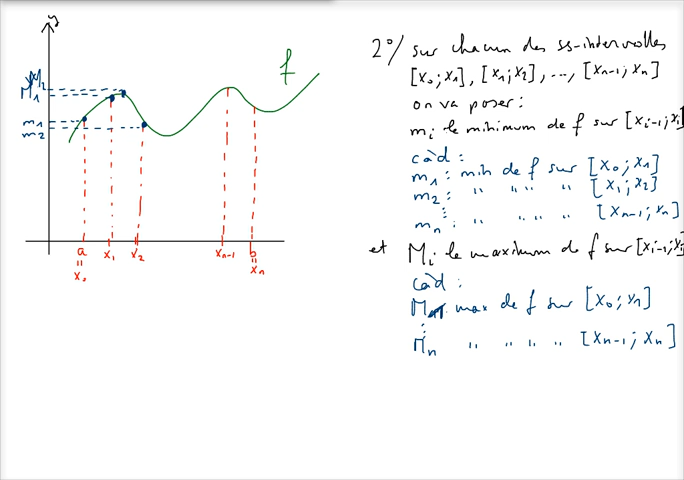 y
f
M2
M1
m1
m2
a x1 x2 xn-1 b
= =
x0 xn
2°/ sur chacun des ss-intervalles
[x0; x1], [x1; x2], ..., [xn-1; xn]
on va poser:
mi le minimum de f sur [xi-1; xi]
càd:
m1: min de f sur [x0; x1]
m2: " " " " [x1; x2]
⋮
mn: " " " " [xn-1; xn]
et Mi le maximum de f sur [xi-1; xi]
càd:
M1: max de f sur [x0; x1]
⋮
Mn " " " " [xn-1; xn]